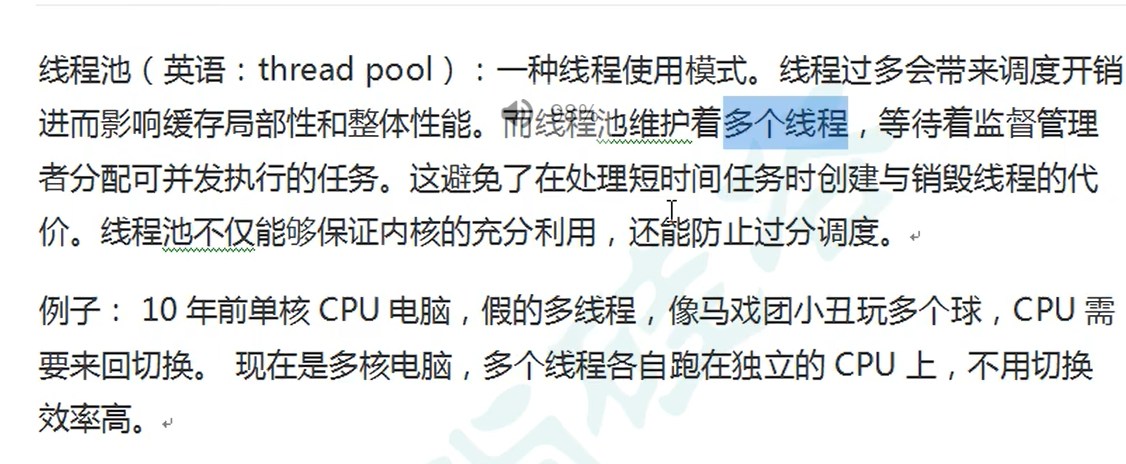 线程池（英语：thread pool）：一种线程使用模式。线程过多会带来调度开销
进而影响缓存局部性和整体性能。而线程池维护着多个线程，等待着监督管理
者分配可并发执行的任务。这避免了在处理短时间任务时创建与销毁线程的代
价。线程池不仅能够保证内核的充分利用，还能防止过分调度。
例子： 10 年前单核 CPU 电脑，假的多线程，像马戏团小丑玩多个球，CPU 需
要来回切换。 现在是多核电脑，多个线程各自跑在独立的 CPU 上，不用切换
效率高。